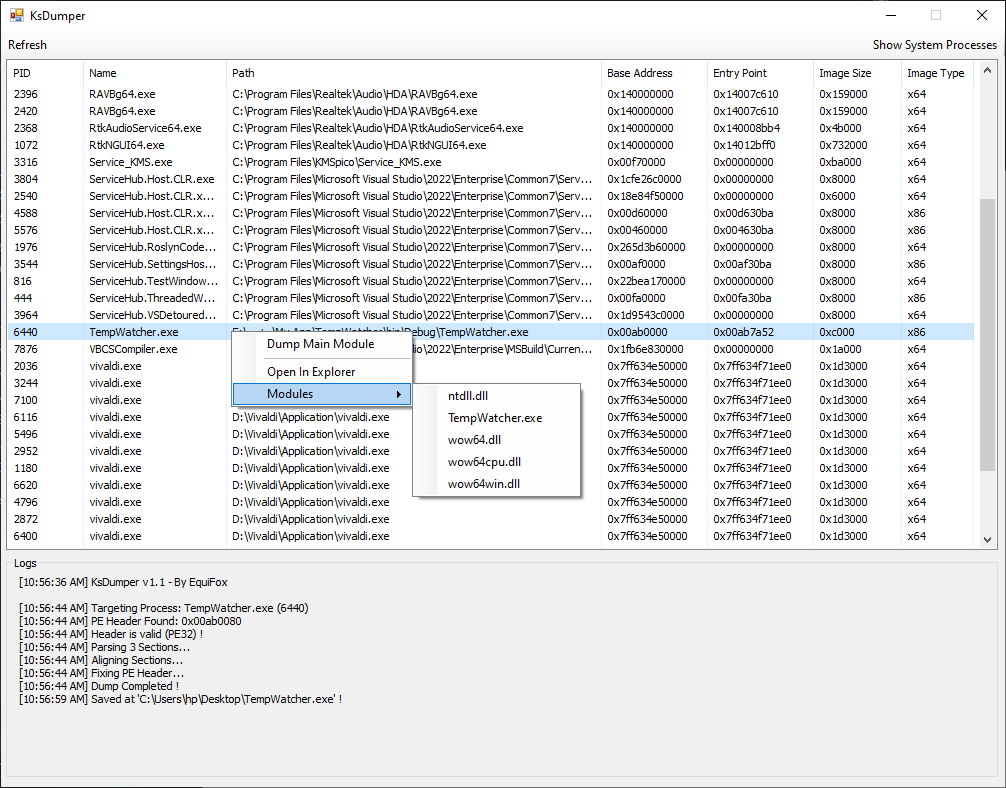 KsDumper
Refresh Show System Processes
PID Name Path Base Address Entry Point Image Size Image Type
2396 RAVBg64.exe C:\Program Files\Realtek\Audio\HDA\RAVBg64.exe 0x140000000 0x14007c610 0x159000 x64
2420 RAVBg64.exe C:\Program Files\Realtek\Audio\HDA\RAVBg64.exe 0x140000000 0x14007c610 0x159000 x64
2368 RtkAudioService64.exe C:\Program Files\Realtek\Audio\HDA\RtkAudioService64.exe 0x140000000 0x140008bb4 0x4b000 x64
1072 RtkNGUI64.exe C:\Program Files\Realtek\Audio\HDA\RtkNGUI64.exe 0x140000000 0x14012bff0 0x732000 x64
3316 Service_KMS.exe C:\Program Files\KMSpico\Service_KMS.exe 0x00f70000 0x00000000 0xba000 x64
3804 ServiceHub.Host.CLR.exe C:\Program Files\Microsoft Visual Studio\2022\Enterprise\Common7\Serv... 0x1cfe26c0000 0x00000000 0x8000 x64
2540 ServiceHub.Host.CLR.x... C:\Program Files\Microsoft Visual Studio\2022\Enterprise\Common7\Serv... 0x18e84f50000 0x00000000 0x6000 x64
4588 ServiceHub.Host.CLR.x... C:\Program Files\Microsoft Visual Studio\2022\Enterprise\Common7\Serv... 0x00d60000 0x00d630ba 0x8000 x86
5576 ServiceHub.Host.CLR.x... C:\Program Files\Microsoft Visual Studio\2022\Enterprise\Common7\Serv... 0x00460000 0x004630ba 0x8000 x86
1976 ServiceHub.RoslynCode... C:\Program Files\Microsoft Visual Studio\2022\Enterprise\Common7\Serv... 0x265d3b60000 0x00000000 0x8000 x64
3544 ServiceHub.SettingsHos... C:\Program Files\Microsoft Visual Studio\2022\Enterprise\Common7\Serv... 0x00af0000 0x00af30ba 0x8000 x86
816 ServiceHub.TestWindow... C:\Program Files\Microsoft Visual Studio\2022\Enterprise\Common7\Serv... 0x22bea170000 0x00000000 0x8000 x64
444 ServiceHub.ThreadedW... C:\Program Files\Microsoft Visual Studio\2022\Enterprise\Common7\Serv... 0x00fa0000 0x00fa30ba 0x8000 x86
3964 ServiceHub.VSDetoured... C:\Program Files\Microsoft Visual Studio\2022\Enterprise\Common7\Serv... 0x1d9543c0000 0x00000000 0x8000 x64
6440 TempWatcher.exe Debug\TempWatcher.exe 0x00ab0000 0x00ab7a52 0xc000 x86
7876 VBCSCompiler.exe \2022\Enterprise\MSBuild\Curren... 0x1fb6e830000 0x00000000 0x1a000 x64
2036 vivaldi.exe 0x7ff634e50000 0x7ff634f71ee0 0x1d3000 x64
3244 vivaldi.exe 0x7ff634e50000 0x7ff634f71ee0 0x1d3000 x64
7100 vivaldi.exe 0x7ff634e50000 0x7ff634f71ee0 0x1d3000 x64
6116 vivaldi.exe D:\Vivaldi\Application\vivaldi.exe 0x7ff634e50000 0x7ff634f71ee0 0x1d3000 x64
5496 vivaldi.exe D:\Vivaldi\Application\vivaldi.exe 0x7ff634e50000 0x7ff634f71ee0 0x1d3000 x64
2952 vivaldi.exe D:\Vivaldi\Application\vivaldi.exe 0x7ff634e50000 0x7ff634f71ee0 0x1d3000 x64
1180 vivaldi.exe D:\Vivaldi\Application\vivaldi.exe 0x7ff634e50000 0x7ff634f71ee0 0x1d3000 x64
6620 vivaldi.exe D:\Vivaldi\Application\vivaldi.exe 0x7ff634e50000 0x7ff634f71ee0 0x1d3000 x64
4796 vivaldi.exe D:\Vivaldi\Application\vivaldi.exe 0x7ff634e50000 0x7ff634f71ee0 0x1d3000 x64
2872 vivaldi.exe D:\Vivaldi\Application\vivaldi.exe 0x7ff634e50000 0x7ff634f71ee0 0x1d3000 x64
6400 vivaldi.exe D:\Vivaldi\Application\vivaldi.exe 0x7ff634e50000 0x7ff634f71ee0 0x1d3000 x64
Dump Main Module
Open In Explorer
Modules
ntdll.dll
TempWatcher.exe
wow64.dll
wow64cpu.dll
wow64win.dll
Logs
[10:56:36 AM] KsDumper v1.1 - By EquiFox
[10:56:44 AM] Targeting Process: TempWatcher.exe (6440)
[10:56:44 AM] PE Header Found: 0x00ab0080
[10:56:44 AM] Header is valid (PE32) !
[10:56:44 AM] Parsing 3 Sections...
[10:56:44 AM] Aligning Sections...
[10:56:44 AM] Fixing PE Header...
[10:56:44 AM] Dump Completed !
[10:56:59 AM] Saved at 'C:\Users\hp\Desktop\TempWatcher.exe' !